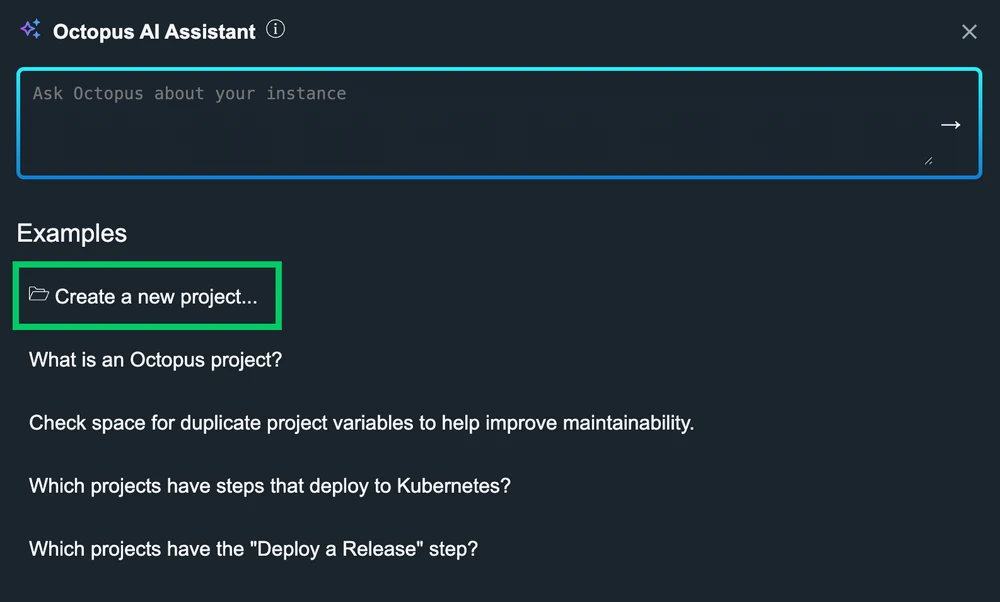 Octopus AI Assistant
Ask Octopus about your instance
Examples
Create a new project...
What is an Octopus project?
Check space for duplicate project variables to help improve maintainability.
Which projects have steps that deploy to Kubernetes?
Which projects have the "Deploy a Release" step?